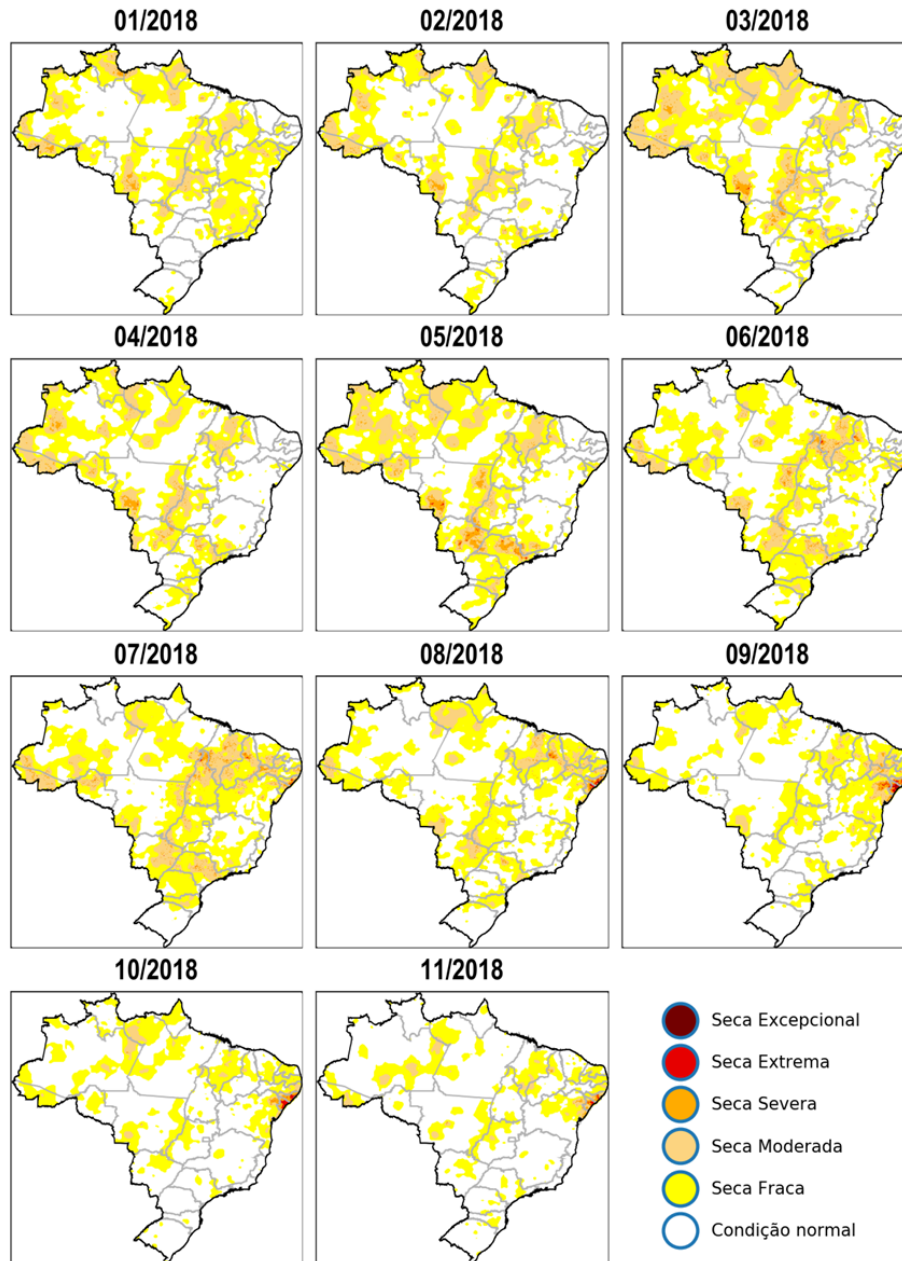 01/2018
02/2018
03/2018
04/2018
05/2018
06/2018
07/2018
08/2018
09/2018
10/2018
11/2018
Seca Excepcional
Seca Extrema
Seca Severa
Seca Moderada
Seca Fraca
Condição normal